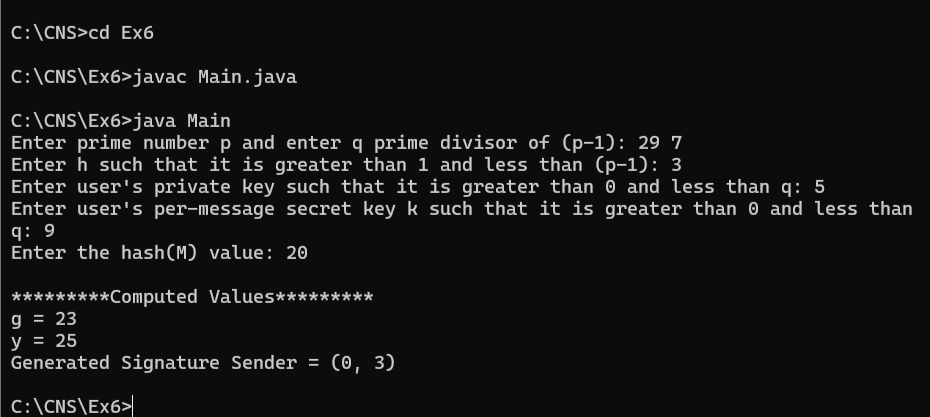 C:\CNS>cd Ex6
C:\CNS\Ex6>javac Main.java
C:\CNS\Ex6>java Main
Enter prime number p and enter q prime divisor of (p-1): 29 7
Enter h such that it is greater than 1 and less than (p-1): 3
Enter user's private key such that it is greater than 0 and less than q: 5
Enter user's per-message secret key k such that it is greater than 0 and less than
q: 9
Enter the hash(M) value: 20
*********Computed Values*********
g = 23
y = 25
Generated Signature Sender = (0, 3)
C:\CNS\Ex6>